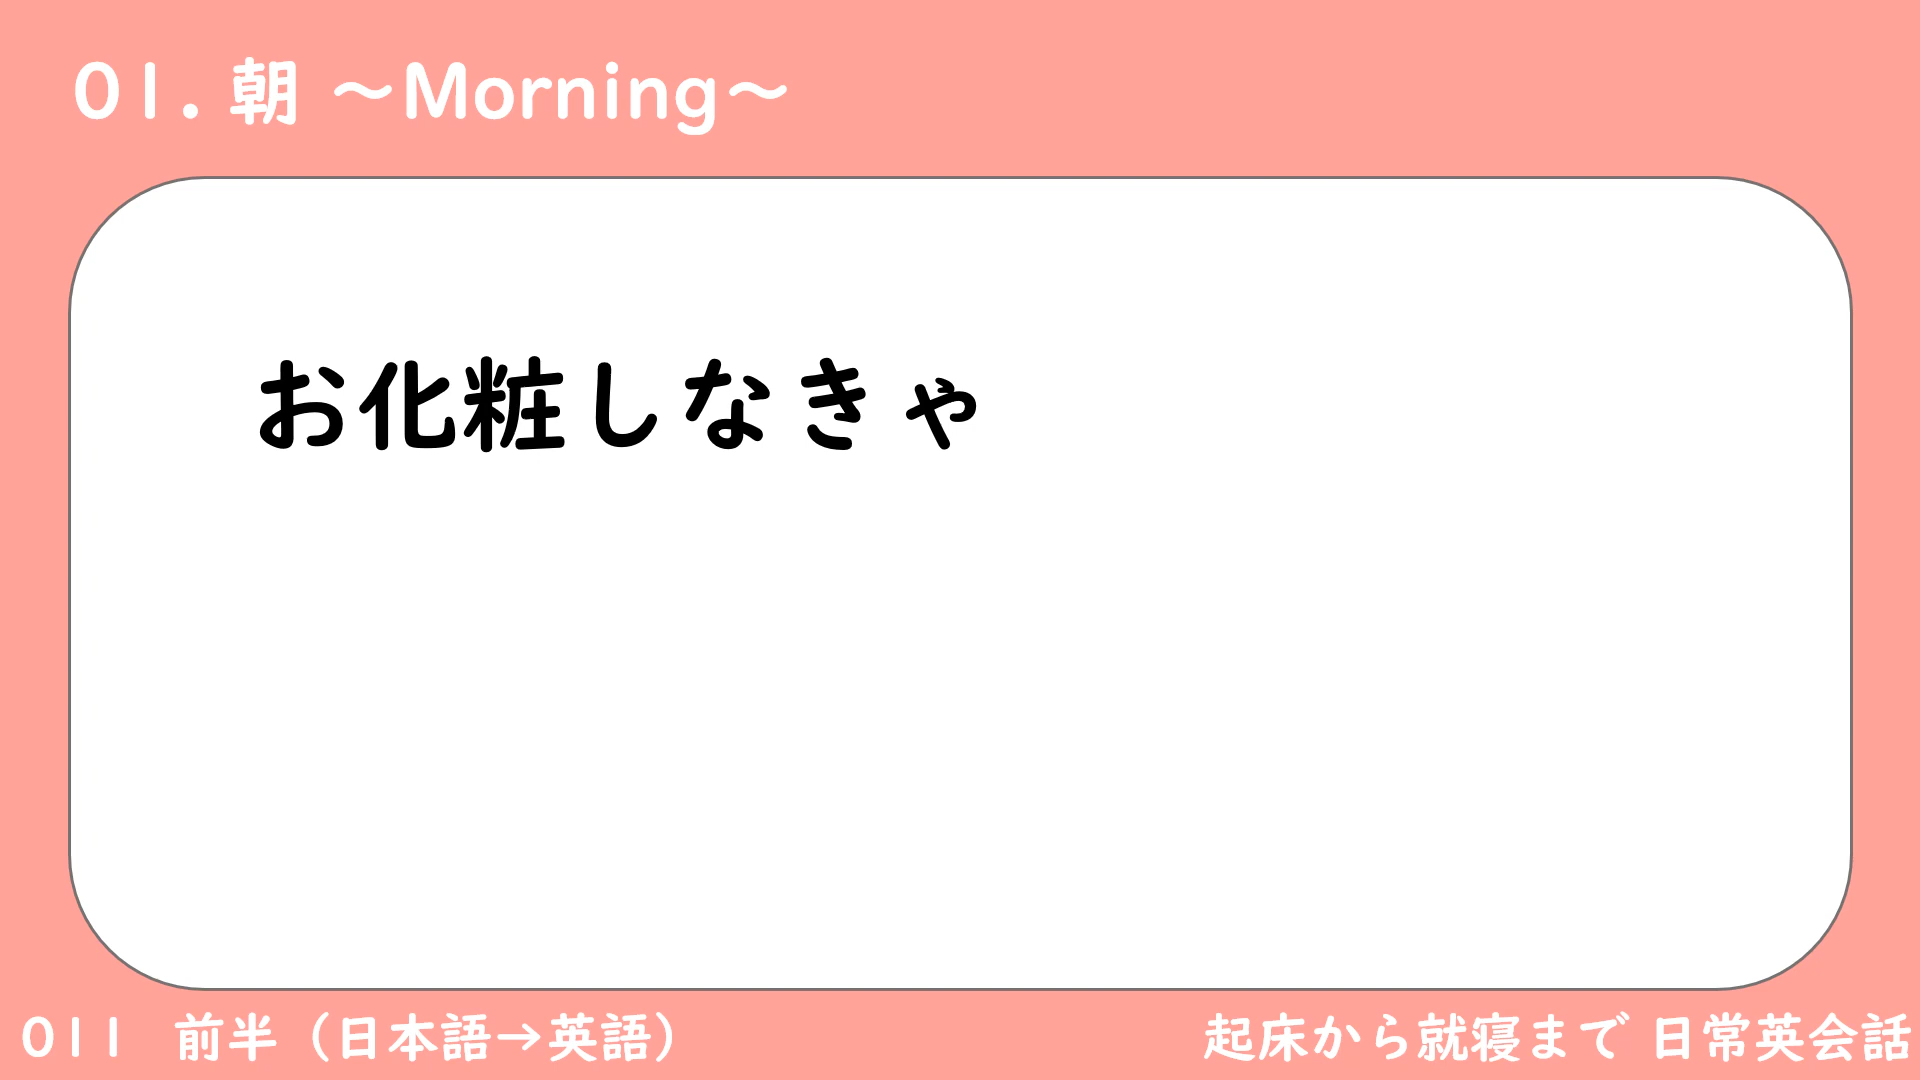 01. 朝 〜Morning〜
お化粧しなきゃ
011 前半（日本語→英語）
起床から就寝まで 日常英会話